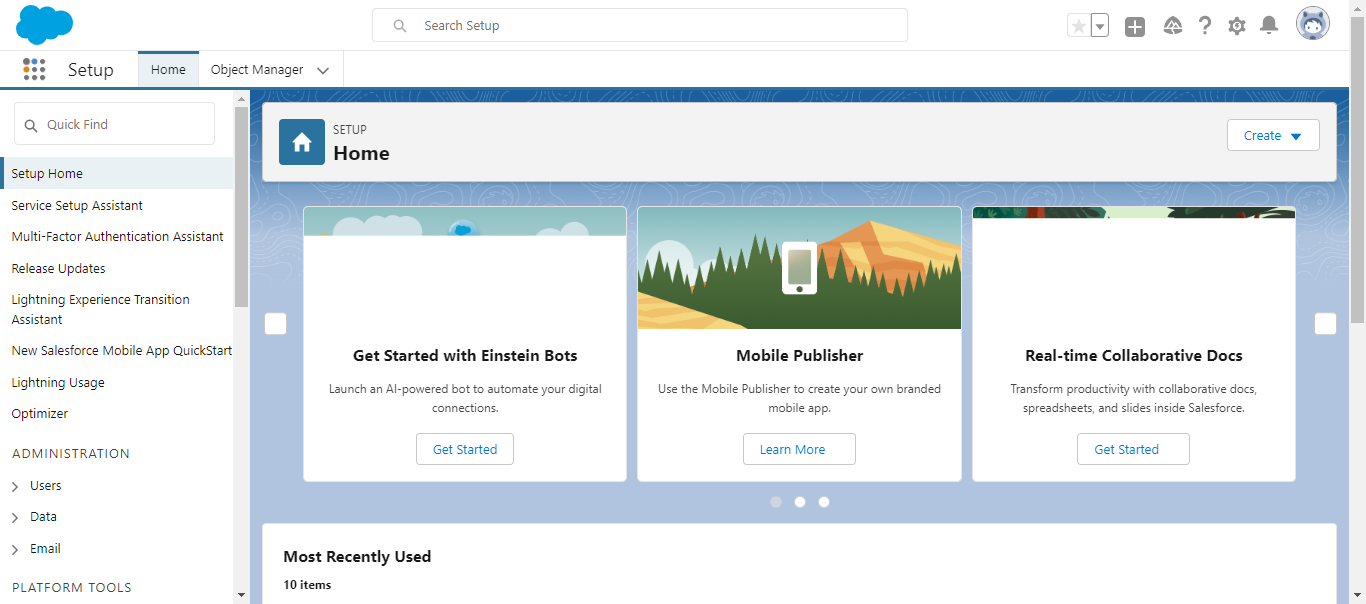 Search Setup
Setup
Home
Object Manager
Quick Find
Setup Home
Service Setup Assistant
Multi-Factor Authentication Assistant
Release Updates
Lightning Experience Transition
Assistant
New Salesforce Mobile App QuickStart
Lightning Usage
Optimizer
ADMINISTRATION
Users
Data
Email
PLATFORM TOOLS
SETUP
Home
Create
Get Started with Einstein Bots
Launch an AI-powered bot to automate your digital
connections.
Get Started
Mobile Publisher
Use the Mobile Publisher to create your own branded
mobile app.
Learn More
Real-time Collaborative Docs
Transform productivity with collaborative docs,
spreadsheets, and slides inside Salesforce.
Get Started
Most Recently Used
10 items